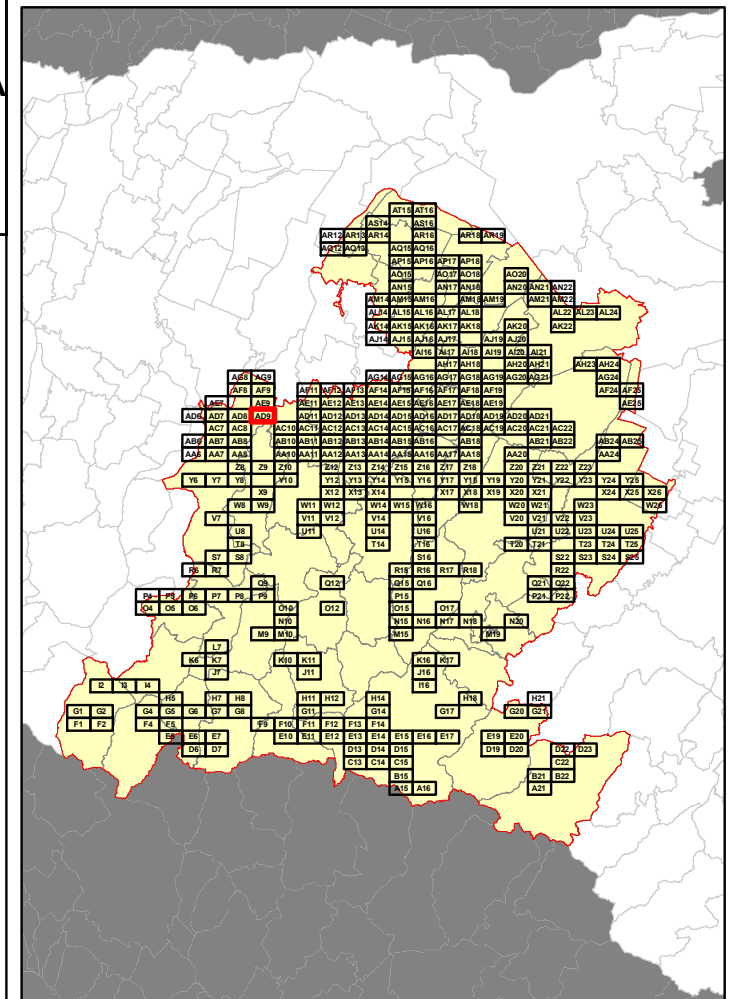 A
AT15 AT16
AS14 AS16
AR12 AR13 AR14 AR16 AR18 AR19
AQ12 AQ13 AQ15 AQ16
AP15 AP16 AP17 AP18
AO15 AO17 AO18 AO20
AN15 AN17 AN18 AN20 AN21 AN22
AM14 AM15 AM16 AM18 AM19 AM21 AM22
AL14 AL15 AL16 AL17 AL18 AL22 AL23 AL24
AK14 AK15 AK16 AK17 AK18 AK20 AK22
AJ14 AJ15 AJ16 AJ17 AJ19 AJ20
AI16 AI17 AI18 AI19 AI20 AI21
AH17 AH18 AH20 AH21 AH23 AH24
AG8 AG9 AG14 AG15 AG16 AG17 AG18 AG19 AG20 AG21 AG24
AF8 AF9 AF11 AF12 AF13 AF14 AF15 AF16 AF17 AF18 AF19 AF24 AF25
AE7 AE9 AE11 AE12 AE13 AE14 AE15 AE16 AE17 AE18 AE19 AE25
AD6 AD7 AD8 AD9 AD11 AD12 AD13 AD14 AD15 AD16 AD17 AD18 AD19 AD20 AD21
AC7 AC8 AC10 AC11 AC12 AC13 AC14 AC15 AC16 AC17 AC18 AC19 AC20 AC21 AC22
AB6 AB7 AB8 AB10 AB11 AB12 AB13 AB14 AB15 AB16 AB18 AB21 AB22 AB24 AB25
AA6 AA7 AA8 AA10 AA11 AA12 AA13 AA14 AA15 AA16 AA17 AA18 AA20 AA24
Z8 Z9 Z10 Z12 Z13 Z14 Z15 Z16 Z17 Z18 Z20 Z21 Z22 Z23
Y6 Y7 Y8 Y10 Y12 Y13 Y14 Y15 Y16 Y17 Y18 Y19 Y20 Y21 Y22 Y23 Y24 Y25
X9 X12 X13 X14 X17 X18 X19 X20 X21 X24 X25 X26
W8 W9 W11 W12 W14 W15 W16 W18 W20 W21 W23 W26
V7 V11 V12 V14 V16 V20 V21 V22 V23
U8 U11 U14 U16 U21 U22 U23 U24 U25
T8 T14 T16 T20 T21 T23 T24 T25
S7 S8 S16 S22 S23 S24 S25
R6 R7 R15 R16 R17 R18 R22
Q9 Q12 Q15 Q16 Q21 Q22
P4 P5 P6 P7 P8 P9 P15 P21 P22
O4 O5 O6 O10 O12 O15 O17
N10 N15 N16 N17 N18 N20
M9 M10 M15 M19
L7
K6 K7 K10 K11 K16 K17
J7 J11 J16
I2 I3 I4 I16
H5 H7 H8 H11 H12 H14 H18 H21
G1 G2 G4 G5 G6 G7 G8 G11 G14 G17 G20 G21
F1 F2 F4 F5 F9 F10 F11 F12 F13 F14
E5 E6 E7 E10 E11 E12 E13 E14 E15 E16 E17 E19 E20
D6 D7 D13 D14 D15 D19 D20 D22 D23
C13 C14 C15 C22
B15 B21 B22
A15 A16 A21